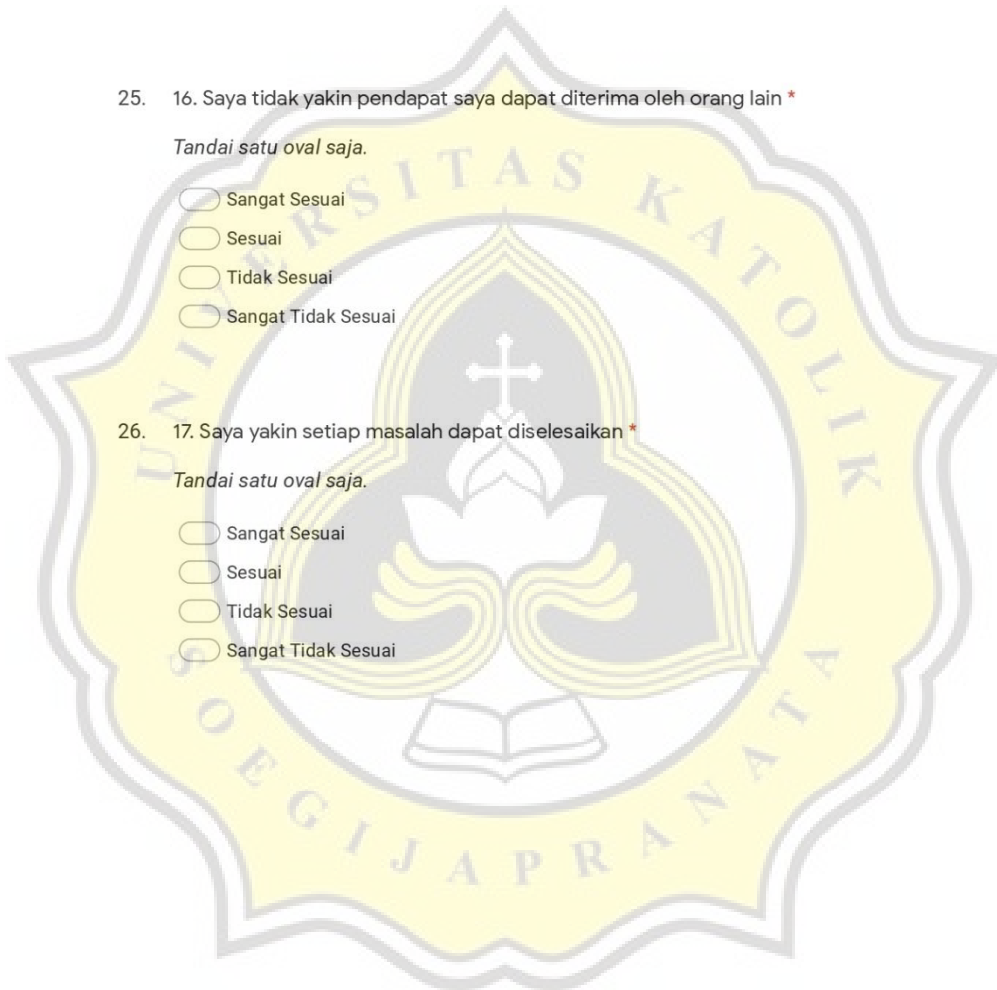 25. 16. Saya tidak yakin pendapat saya dapat diterima oleh orang lain *
Tandai satu oval saja.
Sangat Sesuai
Sesuai
Tidak Sesuai
Sangat Tidak Sesuai
26. 17. Saya yakin setiap masalah dapat diselesaikan *
Tandai satu oval saja.
Sangat Sesuai
Sesuai
Tidak Sesuai
Sangat Tidak Sesuai
UNIVERSITAS KATOLIK
SOEGIJAPRANATA